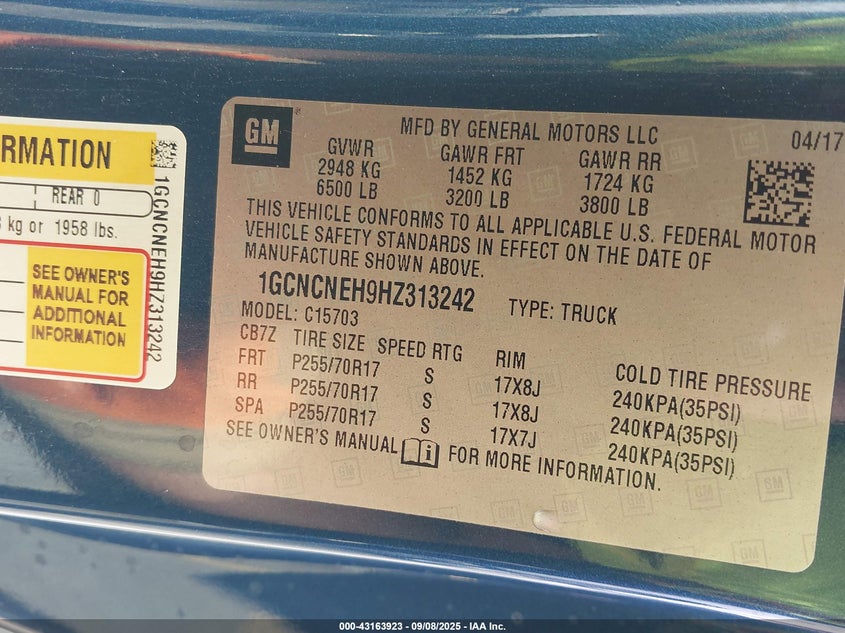 RMATION
REAR 0
kg or 1958 lbs.
SEE OWNER'S
MANUAL FOR
ADDITIONAL
INFORMATION
1GCNCNEH9HZ313242
GM
MFD BY GENERAL MOTORS LLC
04/17
GVWR GAWR FRT GAWR RR
2948 KG 1452 KG 1724 KG
6500 LB 3200 LB 3800 LB
THIS VEHICLE CONFORMS TO ALL APPLICABLE U.S. FEDERAL MOTOR
VEHICLE SAFETY STANDARDS IN EFFECT ON THE DATE OF
MANUFACTURE SHOWN ABOVE.
1GCNCNEH9HZ313242 TYPE: TRUCK
MODEL: C15703
CB7Z TIRE SIZE SPEED RTG RIM COLD TIRE PRESSURE
FRT P255/70R17 S 17X8J 240KPA(35PSI)
RR P255/70R17 S 17X8J 240KPA(35PSI)
SPA P255/70R17 S 17X7J 240KPA(35PSI)
SEE OWNER'S MANUAL i FOR MORE INFORMATION.
000-43163923 - 09/08/2025 - IAA Inc.